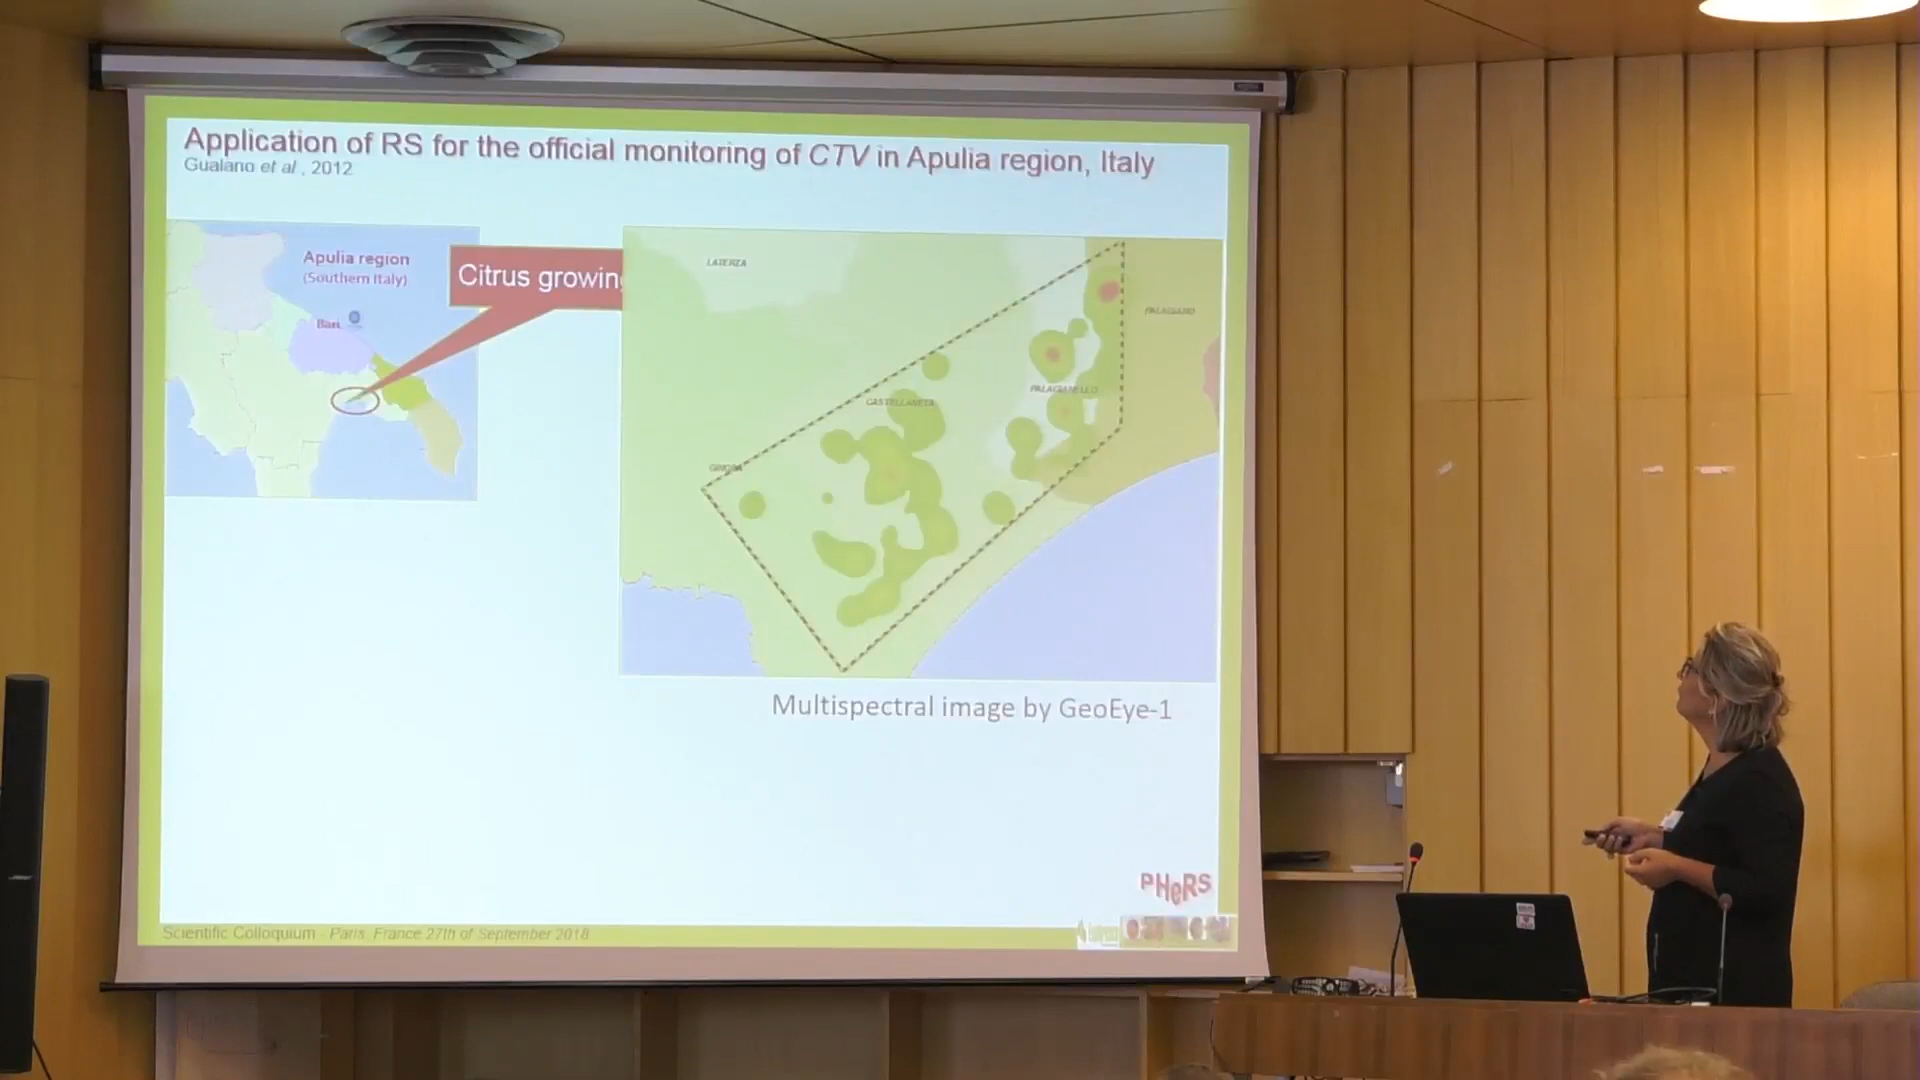 Application of RS for the official monitoring of CTV in Apulia region, Italy
Gualano et al., 2012
Apulia region
(Southern Italy)
Bari
Citrus growin
LATERZA
PALAGIANO
PALAGIANELLO
CASTELLANETA
GINOSA
Multispectral image by GeoEye-1
PHeRS
Scientific Colloquium - Paris, France 27th of September 2018